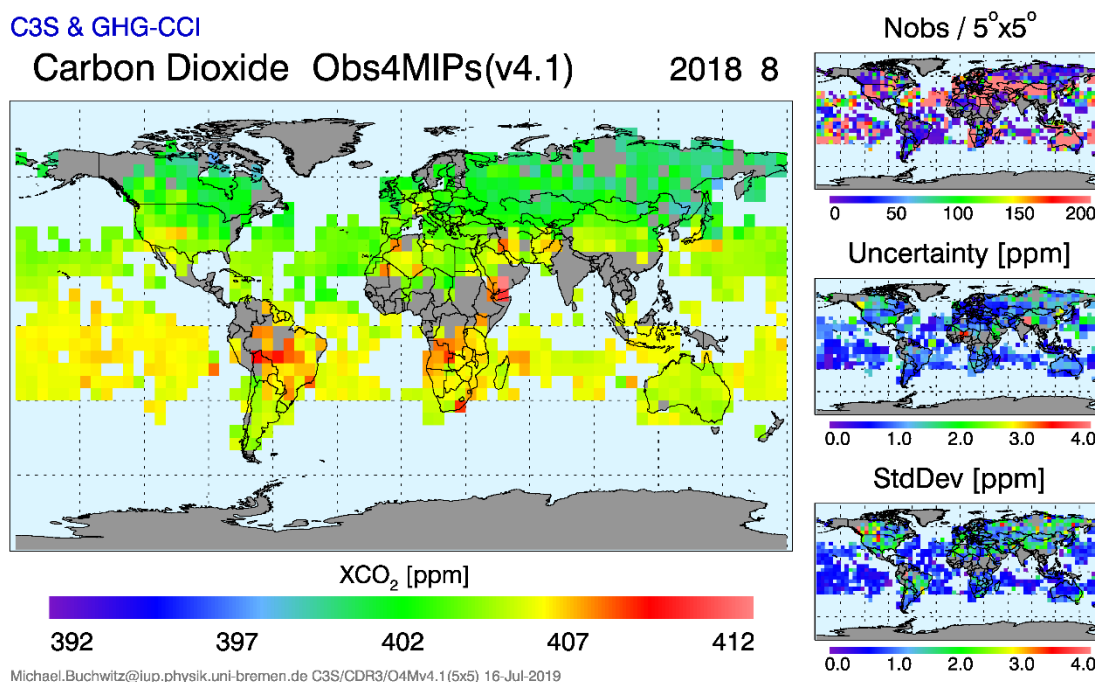 C3S & GHG-CCI
Carbon Dioxide Obs4MIPs(v4.1) 2018 8
XCO₂ [ppm]
392 397 402 407 412
Michael.Buchwitz@iup.physik.uni-bremen.de C3S/CDR3/O4Mv4.1(5x5) 16-Jul-2019
Nobs / 5°x5°
0 50 100 150 200
Uncertainty [ppm]
0.0 1.0 2.0 3.0 4.0
StdDev [ppm]
0.0 1.0 2.0 3.0 4.0